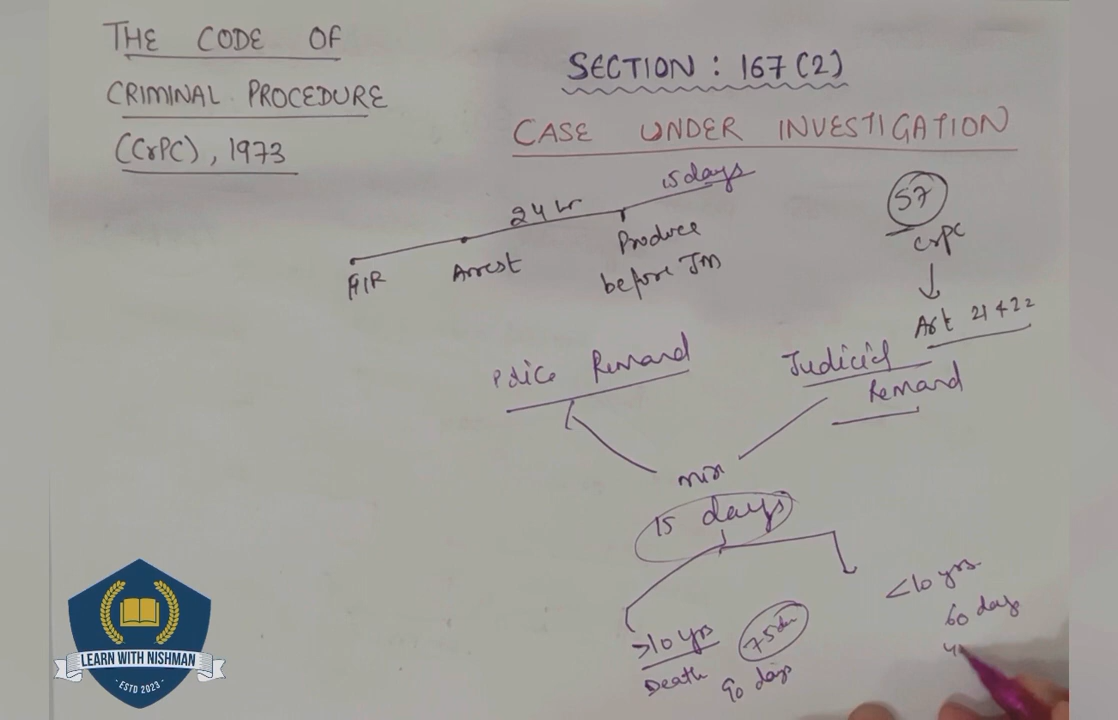 THE CODE OF
CRIMINAL PROCEDURE
(CrPC), 1973
SECTION : 167(2)
CASE UNDER INVESTIGATION
15 days
24 hr
FIR
Arrest
Produce
before JM
57
CrPC
Art 21 & 22
Police Remand
Judicial
Remand
mix
15 days
>10 yrs
Death
75 da
90 days
<10 yrs
60 days
LEARN WITH NISHMAN
· ESTD 2023 ·